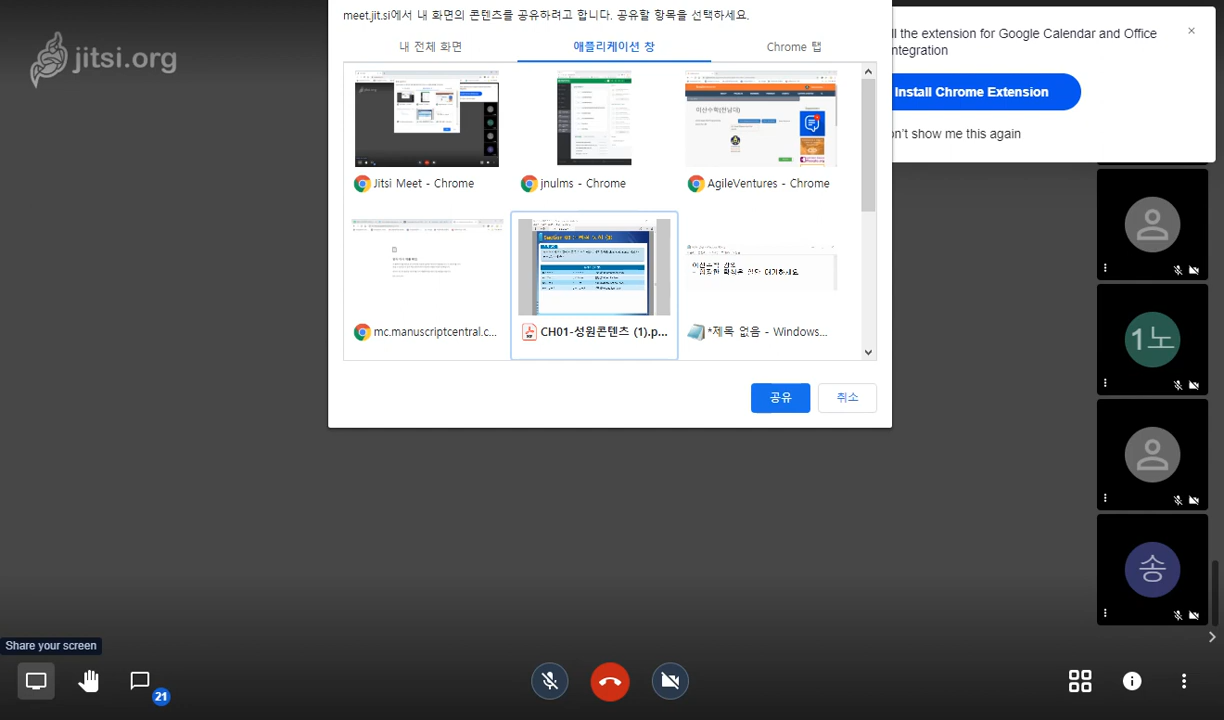 meet.jit.si에서 내 화면의 콘텐츠를 공유하려고 합니다. 공유할 항목을 선택하세요.
내 전체 화면
애플리케이션 창
Chrome 탭
jitsi.org
ll the extension for Google Calendar and Office
ntegration
Install Chrome Extension
on't show me this again
Jitsi Meet - Chrome
jnulms - Chrome
AgileVentures - Chrome
mc.manuscriptcentral.c...
CH01-성원콘텐츠 (1).p...
*제목 없음 - Windows...
공유
취소
1노
송
Share your screen
21